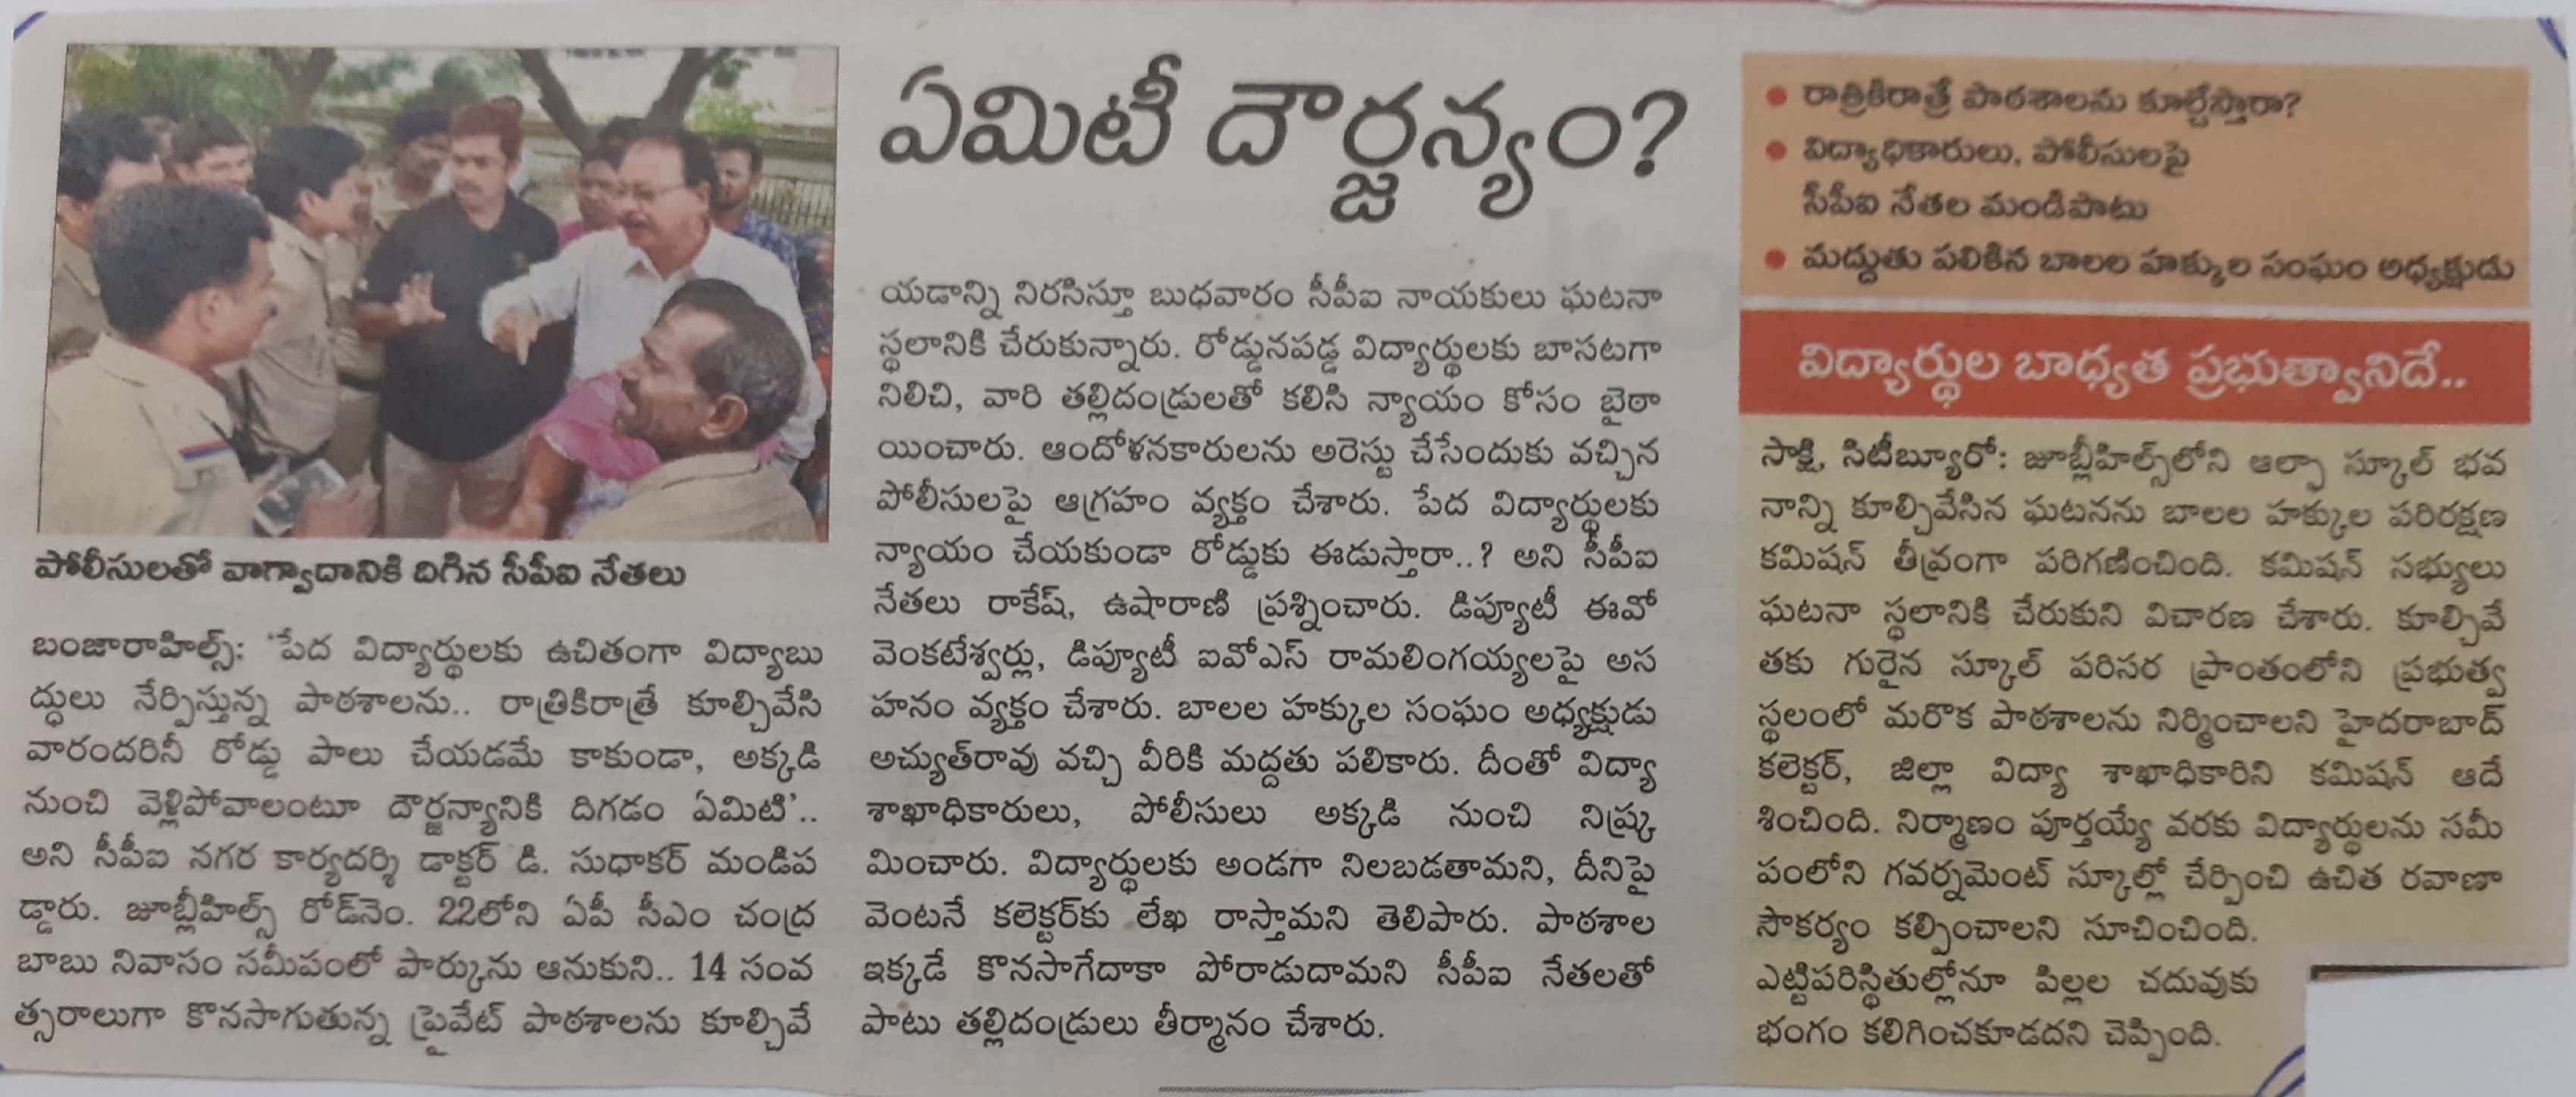 ఏమిటీ దౌర్జన్యం?
పోలీసులతో వాగ్వాదానికి దిగిన సీపీఐ నేతలు
బంజారాహిల్స్: ‘పేద విద్యార్థులకు ఉచితంగా విద్యాబు
ద్ధులు నేర్పిస్తున్న పాఠశాలను.. రాత్రికిరాత్రే కూల్చివేసి
వారందరినీ రోడ్డు పాలు చేయడమే కాకుండా, అక్కడి
నుంచి వెళ్లిపోవాలంటూ దౌర్జన్యానికి దిగడం ఏమిటి’..
అని సీపీఐ నగర కార్యదర్శి డాక్టర్ డి. సుధాకర్ మండిప
డ్డారు. జూబ్లీహిల్స్ రోడ్‌నెం. 22లోని ఏపీ సీఎం చంద్ర
బాబు నివాసం సమీపంలో పార్కును ఆనుకుని.. 14 సంవ
త్సరాలుగా కొనసాగుతున్న ప్రైవేట్ పాఠశాలను కూల్చివే
యడాన్ని నిరసిస్తూ బుధవారం సీపీఐ నాయకులు ఘటనా
స్థలానికి చేరుకున్నారు. రోడ్డునపడ్డ విద్యార్థులకు బాసటగా
నిలిచి, వారి తల్లిదండ్రులతో కలిసి న్యాయం కోసం బైఠా
యించారు. ఆందోళనకారులను అరెస్టు చేసేందుకు వచ్చిన
పోలీసులపై ఆగ్రహం వ్యక్తం చేశారు. పేద విద్యార్థులకు
న్యాయం చేయకుండా రోడ్డుకు ఈడుస్తారా..? అని సీపీఐ
నేతలు రాకేష్, ఉషారాణి ప్రశ్నించారు. డిప్యూటీ ఈవో
వెంకటేశ్వర్లు, డిప్యూటీ ఐవోఎస్ రామలింగయ్యలపై అస
హనం వ్యక్తం చేశారు. బాలల హక్కుల సంఘం అధ్యక్షుడు
అచ్యుత్‌రావు వచ్చి వీరికి మద్దతు పలికారు. దీంతో విద్యా
శాఖాధికారులు, పోలీసులు అక్కడి నుంచి నిష్క్ర
మించారు. విద్యార్థులకు అండగా నిలబడతామని, దీనిపై
వెంటనే కలెక్టర్‌కు లేఖ రాస్తామని తెలిపారు. పాఠశాల
ఇక్కడే కొనసాగేదాకా పోరాడుదామని సీపీఐ నేతలతో
పాటు తల్లిదండ్రులు తీర్మానం చేశారు.
• రాత్రికిరాత్రే పాఠశాలను కూల్చేస్తారా?
• విద్యాధికారులు, పోలీసులపై
సీపీఐ నేతల మండిపాటు
• మద్దుతు పలికిన బాలల హక్కుల సంఘం అధ్యక్షుడు
విద్యార్థుల బాధ్యత ప్రభుత్వానిదే..
సాక్షి, సిటీబ్యూరో: జూబ్లీహిల్స్‌లోని ఆల్ఫా స్కూల్ భవ
నాన్ని కూల్చివేసిన ఘటనను బాలల హక్కుల పరిరక్షణ
కమిషన్ తీవ్రంగా పరిగణించింది. కమిషన్ సభ్యులు
ఘటనా స్థలానికి చేరుకుని విచారణ చేశారు. కూల్చివే
తకు గురైన స్కూల్ పరిసర ప్రాంతంలోని ప్రభుత్వ
స్థలంలో మరొక పాఠశాలను నిర్మించాలని హైదరాబాద్
కలెక్టర్, జిల్లా విద్యా శాఖాధికారిని కమిషన్ ఆదే
శించింది. నిర్మాణం పూర్తయ్యే వరకు విద్యార్థులను సమీ
పంలోని గవర్నమెంట్ స్కూల్లో చేర్పించి ఉచిత రవాణా
సౌకర్యం కల్పించాలని సూచించింది.
ఎట్టిపరిస్థితుల్లోనూ పిల్లల చదువుకు
భంగం కలిగించకూడదని చెప్పింది.